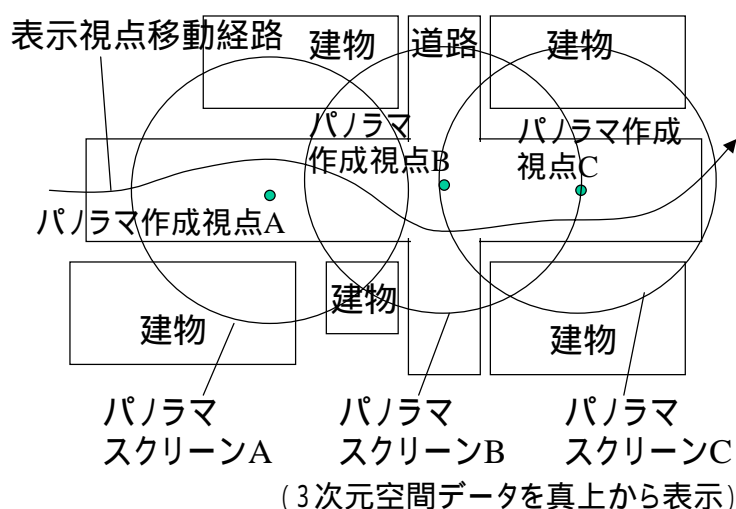 表示視点移動経路
建物
道路
建物
パノラマ
作成視点B
パノラマ作成
視点C
パノラマ作成視点A
建物
建物
建物
パノラマ
スクリーンA
パノラマ
スクリーンB
パノラマ
スクリーンC
(3次元空間データを真上から表示)